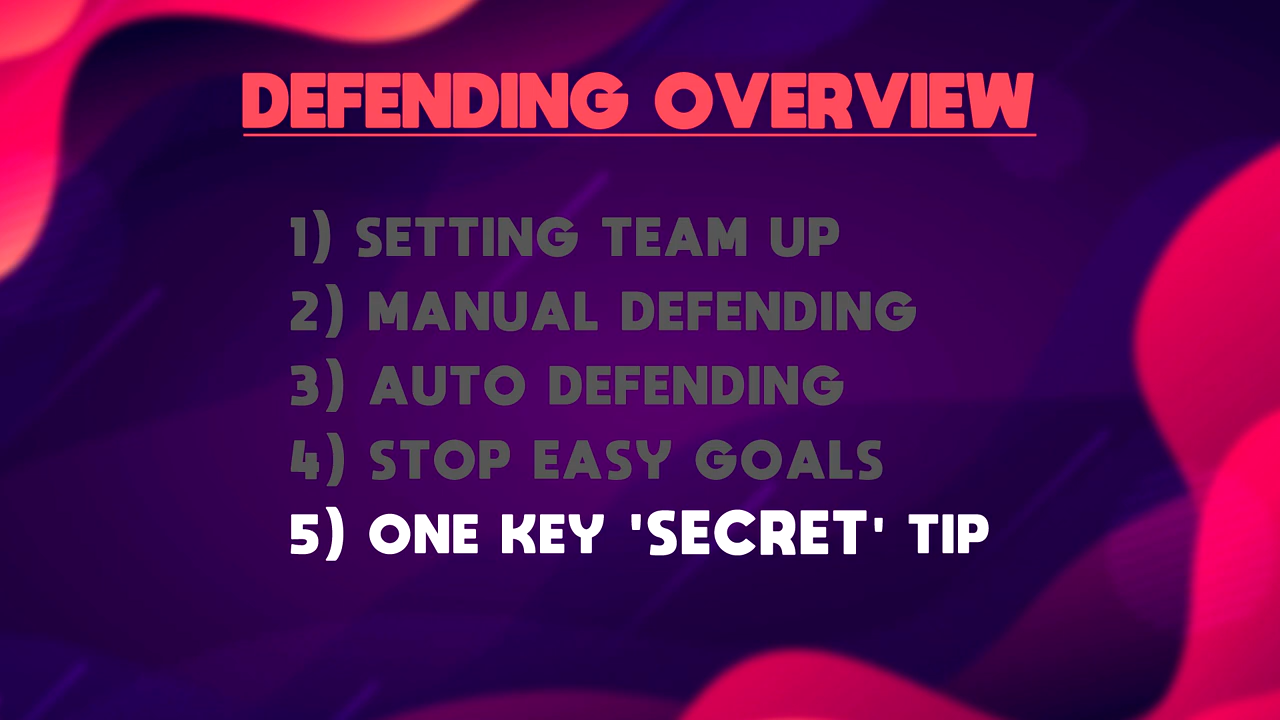 DEFENDING OVERVIEW
1) SETTING TEAM UP
2) MANUAL DEFENDING
3) AUTO DEFENDING
4) STOP EASY GOALS
5) ONE KEY 'SECRET' TIP